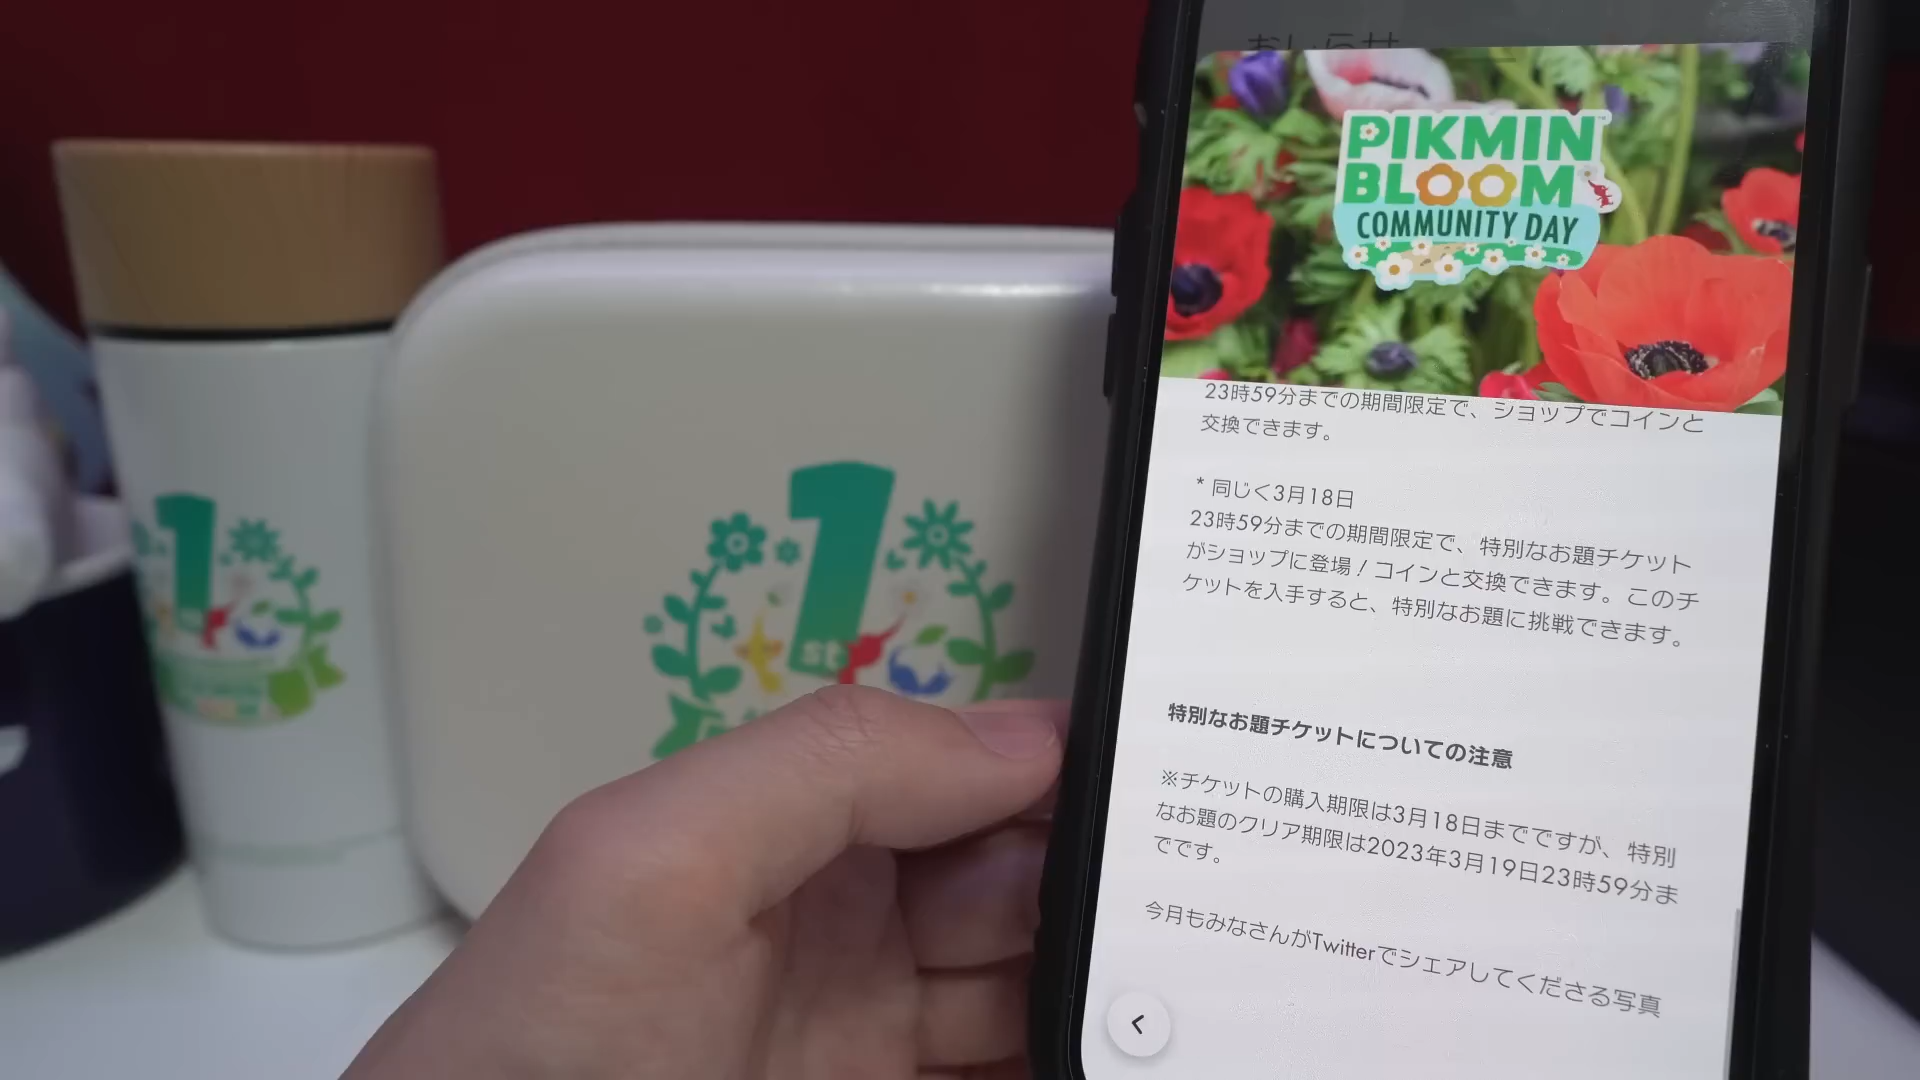 1
st
1
st
おしらせ
PIKMIN
BLOOM
COMMUNITY DAY
23時59分までの期間限定で、ショップでコインと
交換できます。
* 同じく3月18日
23時59分までの期間限定で、特別なお題チケット
がショップに登場！コインと交換できます。このチ
ケットを入手すると、特別なお題に挑戦できます。
特別なお題チケットについての注意
※チケットの購入期限は3月18日までですが、特別
なお題のクリア期限は2023年3月19日23時59分ま
でです。
今月もみなさんがTwitterでシェアしてくださる写真